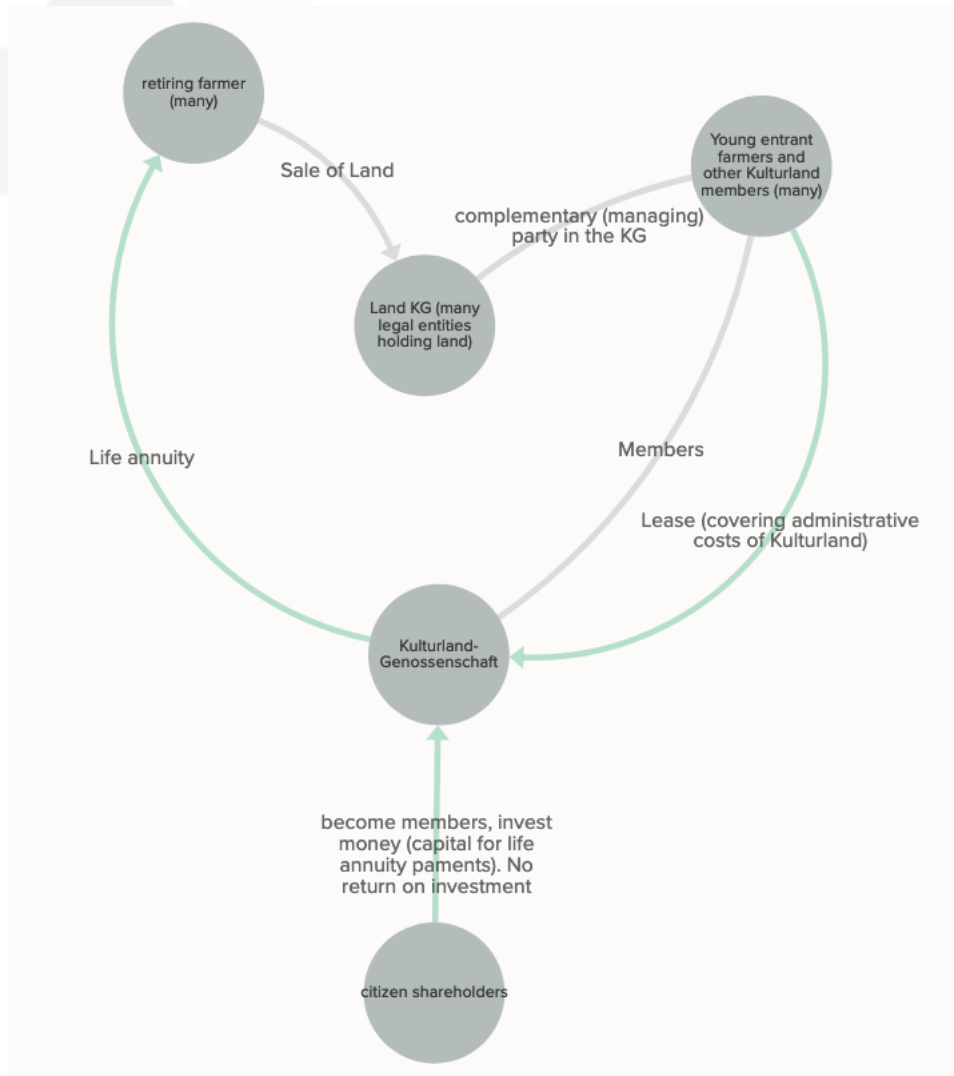 retiring farmer
(many)
Young entrant
farmers and
other Kulturland
members (many)
Sale of Land
complementary (managing)
party in the KG
Land KG (many
legal entities
holding land)
Life annuity
Members
Lease (covering administrative
costs of Kulturland)
Kulturland-
Genossenschaft
become members, invest
money (capital for life
annuity paments). No
return on investment
citizen shareholders